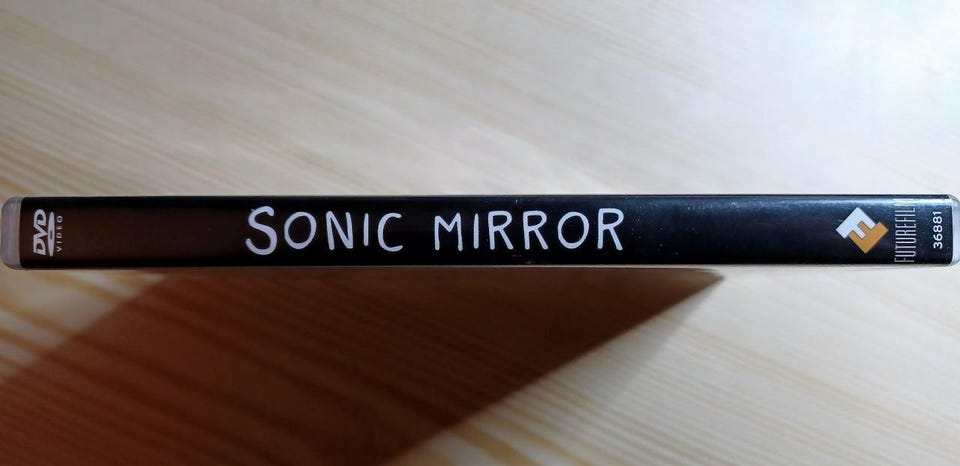 DVD
VIDEO
SONIC MIRROR
FUTUREFILM
36881